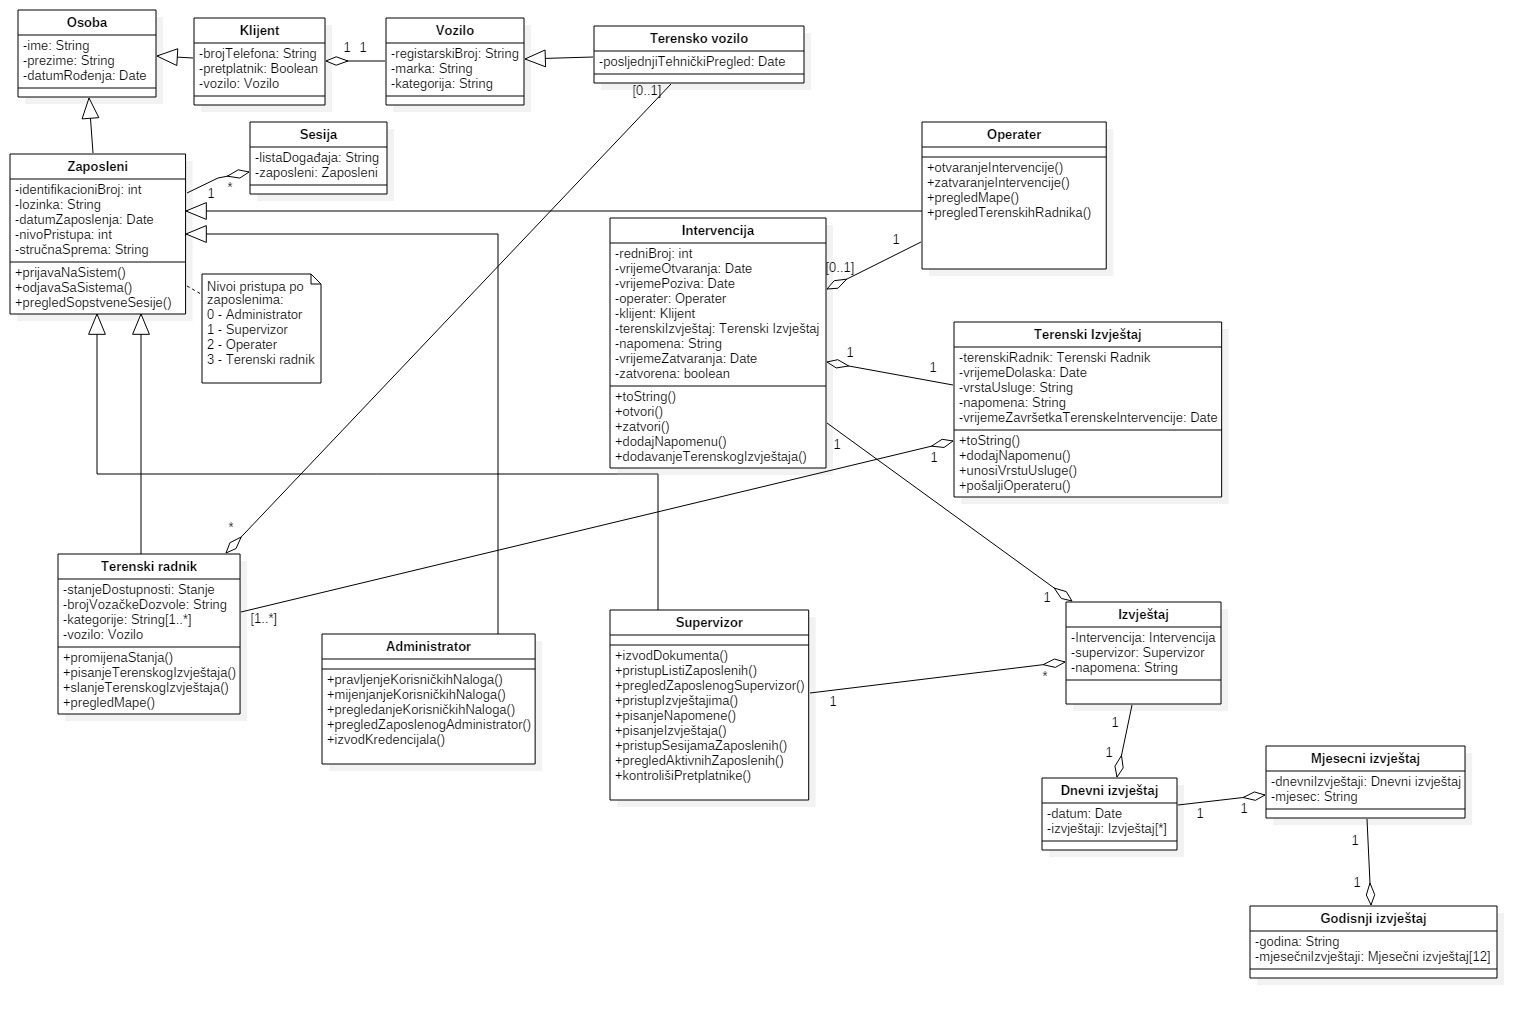 Osoba
-ime: String
-prezime: String
-datumRođenja: Date
Klijent
-brojTelefona: String
-pretplatnik: Boolean
-vozilo: Vozilo
1
1
Vozilo
-registarskiBroj: String
-marka: String
-kategorija: String
Terensko vozilo
-posljednjiTehničkiPregled: Date
[0..1]
Sesija
-listaDogađaja: String
-zaposleni: Zaposleni
1
*
Zaposleni
-identifikacioniBroj: int
-lozinka: String
-datumZaposlenja: Date
-nivoPristupa: int
-stručnaSprema: String
+prijavaNaSistem()
+odjavaSaSistema()
+pregledSopstveneSesije()
Nivoi pristupa po
zaposlenima:
0 - Administrator
1 - Supervizor
2 - Operater
3 - Terenski radnik
Operater
+otvaranjeIntervencije()
+zatvaranjeIntervencije()
+pregledMape()
+pregledTerenskihRadnika()
1
[0..1]
Intervencija
-redniBroj: int
-vrijemeOtvaranja: Date
-vrijemePoziva: Date
-operater: Operater
-klijent: Klijent
-terenskiIzvještaj: Terenski Izvještaj
-napomena: String
-vrijemeZatvaranja: Date
-zatvorena: boolean
+toString()
+otvori()
+zatvori()
+dodajNapomenu()
+dodavanjeTerenskogIzvještaja()
1
1
1
Terenski Izvještaj
-terenskiRadnik: Terenski Radnik
-vrijemeDolaska: Date
-vrstaUsluge: String
-napomena: String
-vrijemeZavršetkaTerenskeIntervencije: Date
+toString()
+dodajNapomenu()
+unosiVrstuUsluge()
+pošaljiOperateru()
1
*
Terenski radnik
-stanjeDostupnosti: Stanje
-brojVozačkeDozvole: String
-kategorije: String[1..*]
-vozilo: Vozilo
+promijenaStanja()
+pisanjeTerenskogIzvještaja()
+slanjeTerenskogIzvještaja()
+pregledMape()
[1..*]
Administrator
+pravljenjeKorisničkihNaloga()
+mijenjanjeKorisničkihNaloga()
+pregledanjeKorisničkihNaloga()
+pregledZaposlenogAdministrator()
+izvodKredencijala()
Supervizor
+izvodDokumenta()
+pristupListiZaposlenih()
+pregledZaposlenogSupervizor()
+pristupIzvještajima()
+pisanjeNapomene()
+pisanjeIzvještaja()
+pristupSesijamaZaposlenih()
+pregledAktivnihZaposlenih()
+kontrolišiPretplatnike()
1
*
1
Izvještaj
-Intervencija: Intervencija
-supervizor: Supervizor
-napomena: String
1
1
Dnevni izvještaj
-datum: Date
-izvještaji: Izvještaj[*]
1
1
Mjesecni izvještaj
-dnevniIzvještaji: Dnevni izvještaj
-mjesec: String
1
1
Godisnji izvještaj
-godina: String
-mjesečniIzvještaji: Mjesečni izvještaj[12]